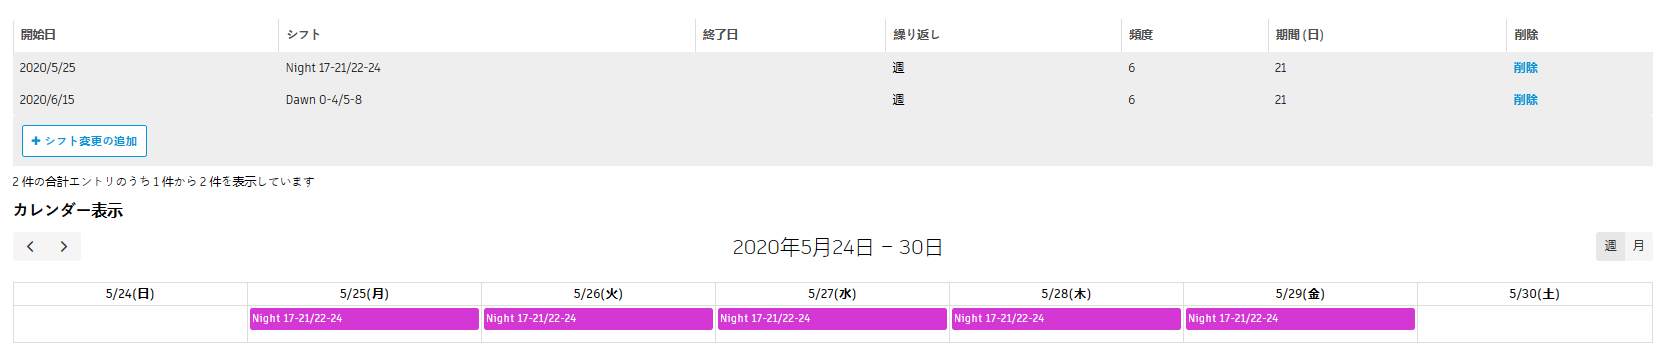 開始日 シフト 終了日 繰り返し 頻度 期間 (日) 削除
2020/5/25 Night 17-21/22-24 週 6 21 削除
2020/6/15 Dawn 0-4/5-8 週 6 21 削除
+ シフト変更の追加
2 件の合計エントリのうち 1 件から 2 件を表示しています
カレンダー表示
2020年5月24日 – 30日 週 月
5/24(日) 5/25(月) 5/26(火) 5/27(水) 5/28(木) 5/29(金) 5/30(土)
Night 17-21/22-24 Night 17-21/22-24 Night 17-21/22-24 Night 17-21/22-24 Night 17-21/22-24